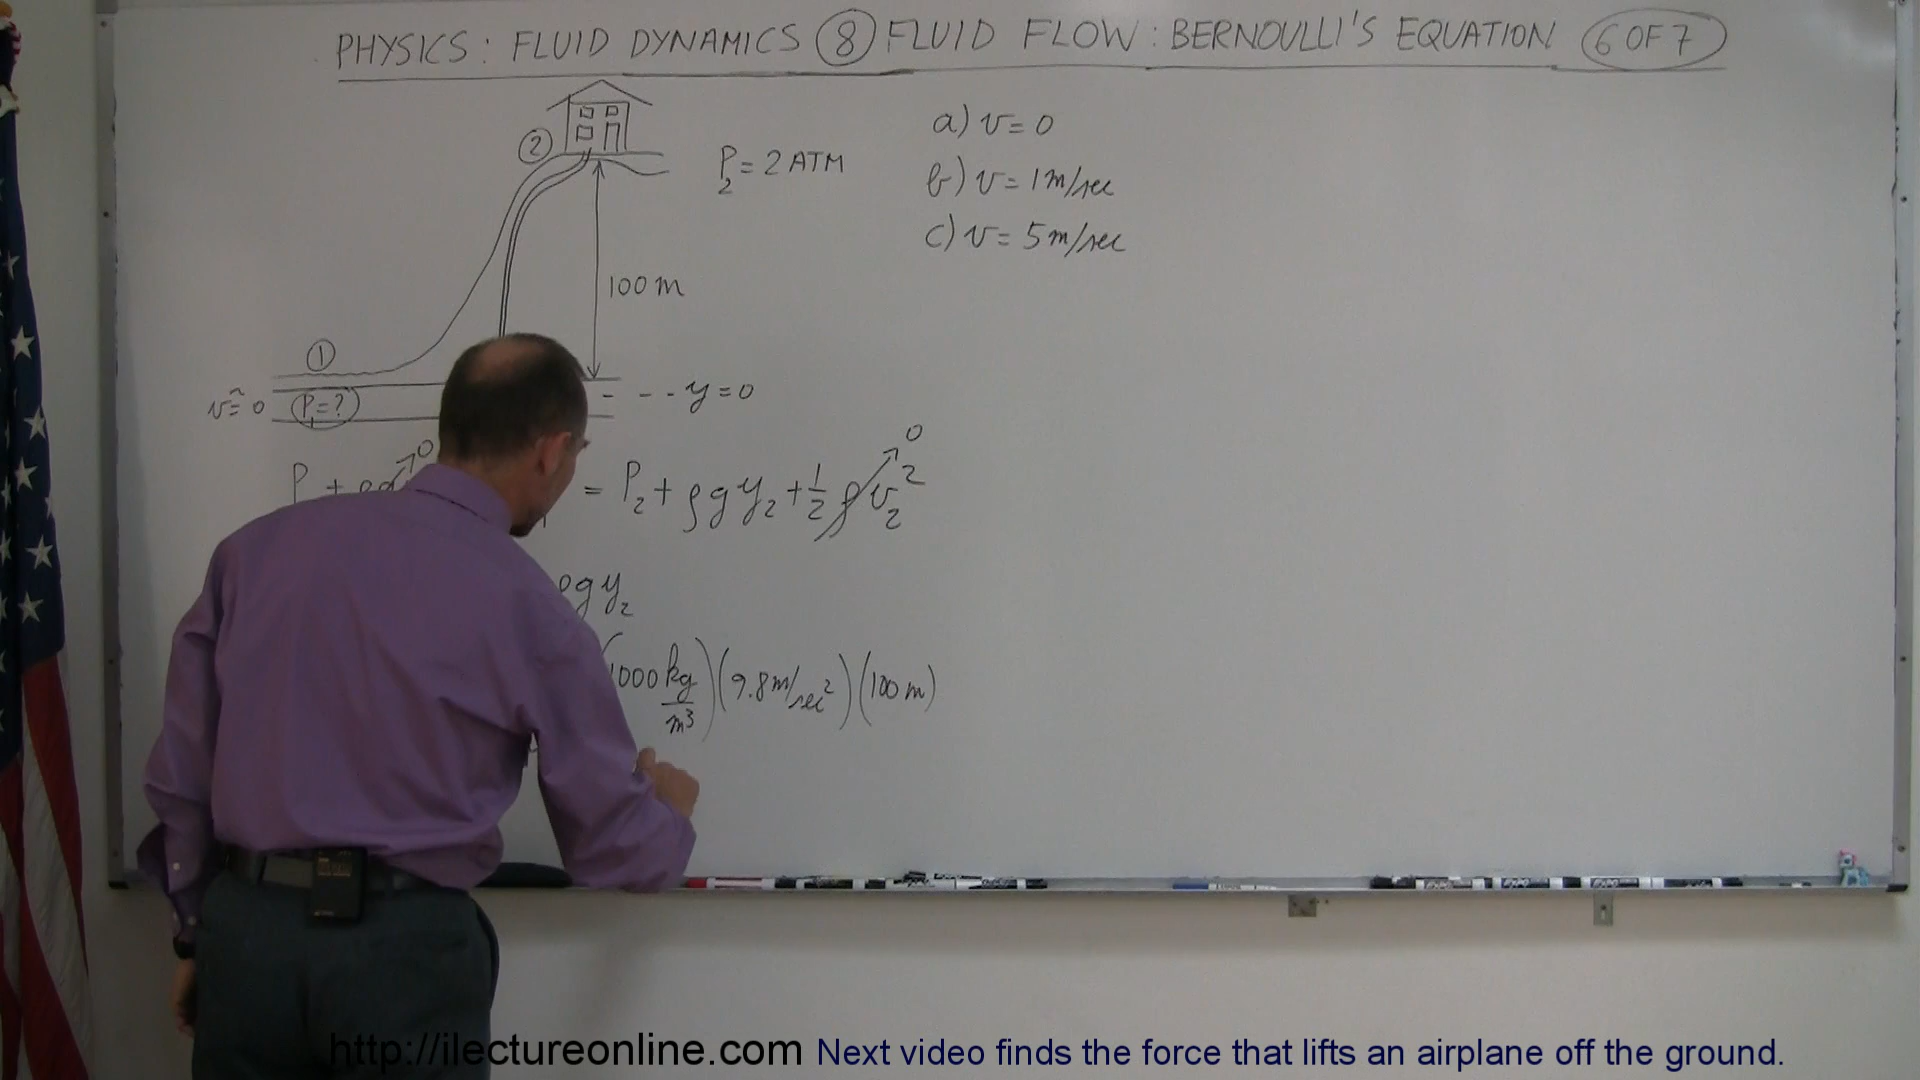 PHYSICS: FLUID DYNAMICS ⑧ FLUID FLOW: BERNOULLI'S EQUATION 6 OF 7
② P₂ = 2 ATM
a) v = 0
b) v = 1 m/sec
c) v = 5 m/sec
100 m
①
v ≅ 0 P₁ = ? - - - y = 0
0 0
P + ρg = P₂ + ρgy₂ + ½ρv₂²
ρgy₂
(1000 kg/m³)(9.8 m/sec²)(100 m)
http://ilectureonline.com Next video finds the force that lifts an airplane off the ground.